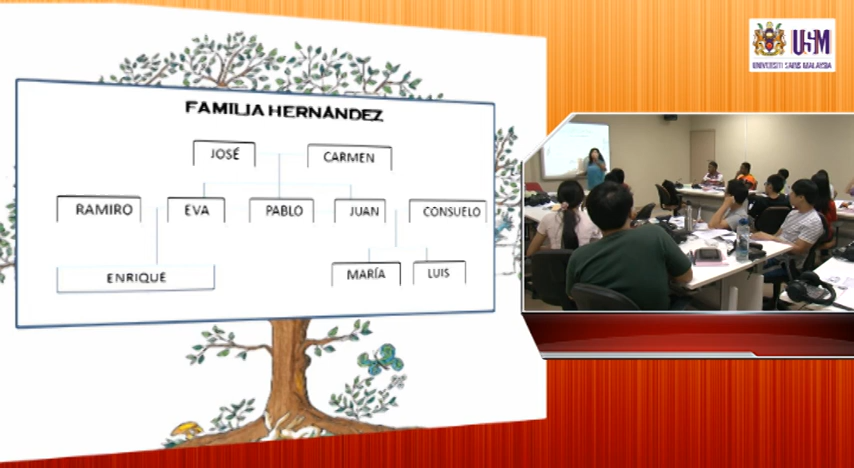 FAMILIA HERNÁNDEZ
JOSÉ
CARMEN
RAMIRO
EVA
PABLO
JUAN
CONSUELO
ENRIQUE
MARÍA
LUIS
USM
UNIVERSITI SAINS MALAYSIA